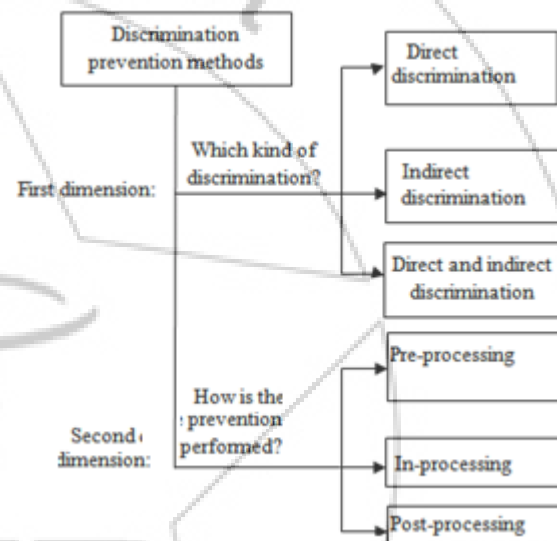 Discrimination
prevention methods
Direct
discrimination
Which kind of
discrimination?
First dimension:
Indirect
discrimination
Direct and indirect
discrimination
Pre-processing
How is the
prevention
performed?
Second
dimension:
In-processing
Post-processing